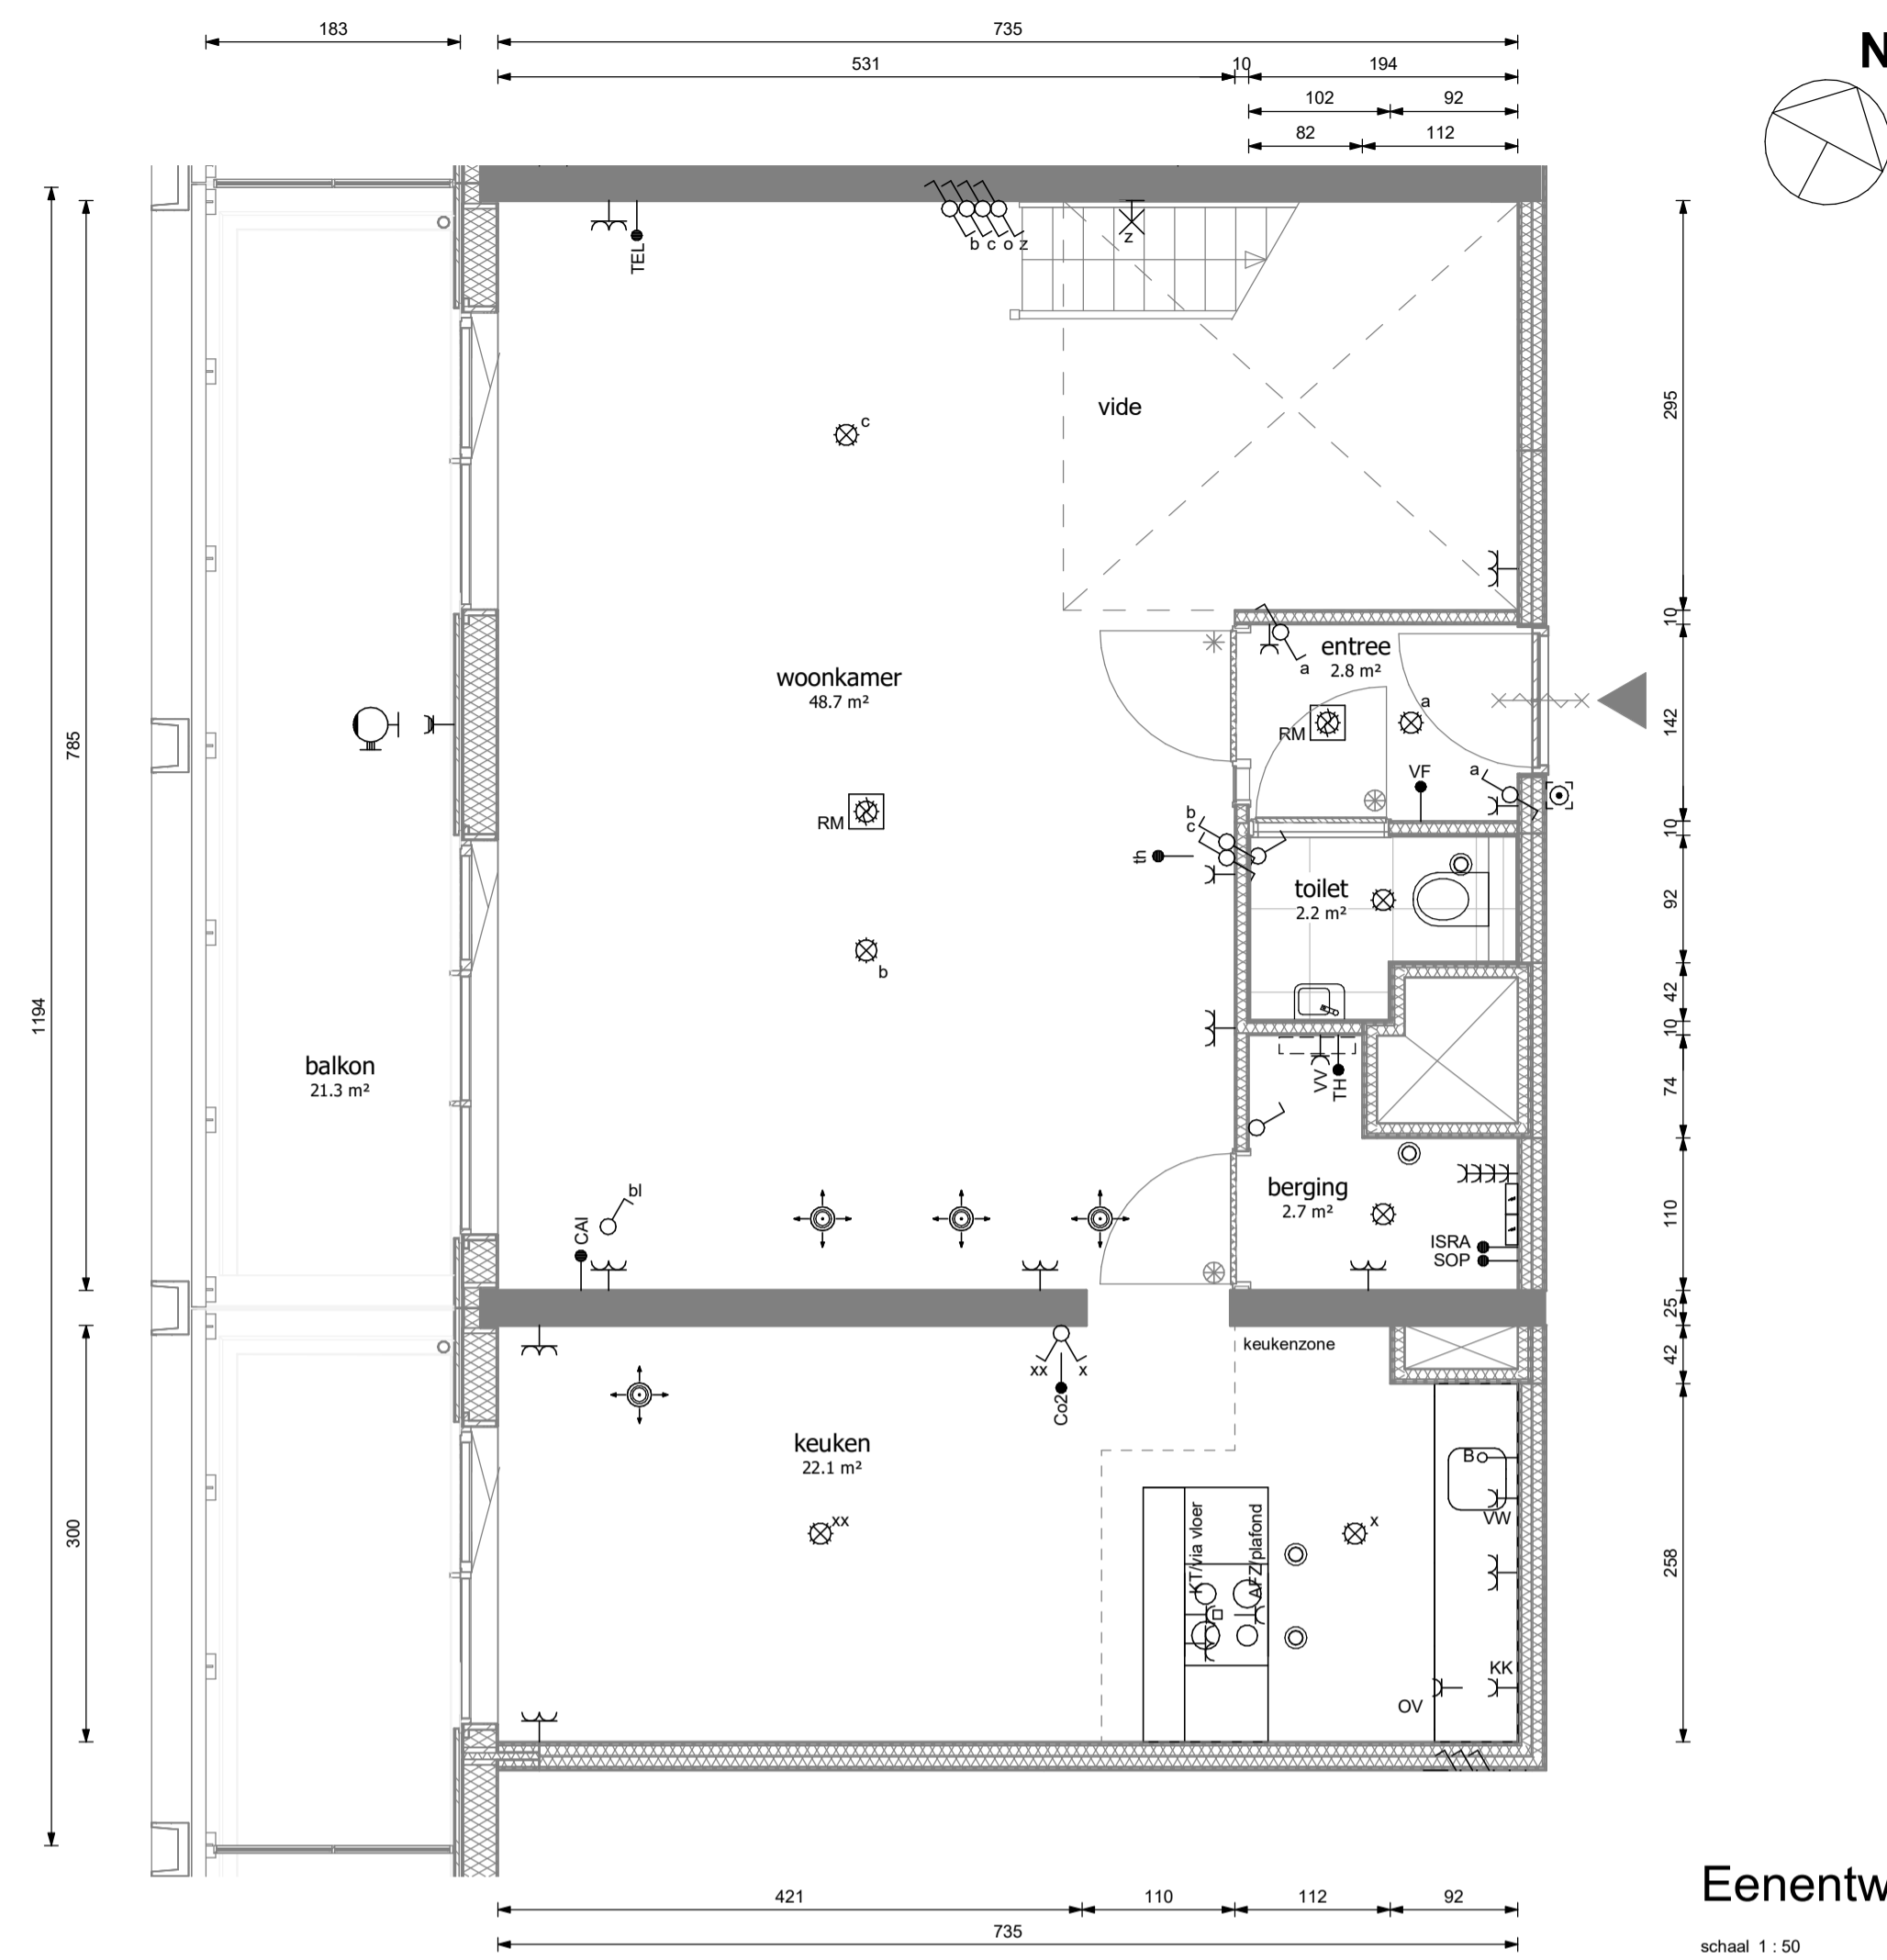 183
735
N
531
10
194
102
92
82
112
TEL
b c o z
z
c
vide
295
10
entree
2.8 m²
a
woonkamer
48.7 m²
a
RM
142
785
VF
a
RM
b
c
10
th
toilet
2.2 m²
92
b
42
1194
10
balkon
21.3 m²
VV
TH
74
bl
CAI
berging
2.7 m²
110
ISRA
SOP
25
keukenzone
42
xx
x
Co2
keuken
22.1 m²
B
VW
xx
x
KT/via vloer
AFZ/plafond
300
258
KK
OV
Eenentw
421
110
112
92
735
schaal 1 : 50